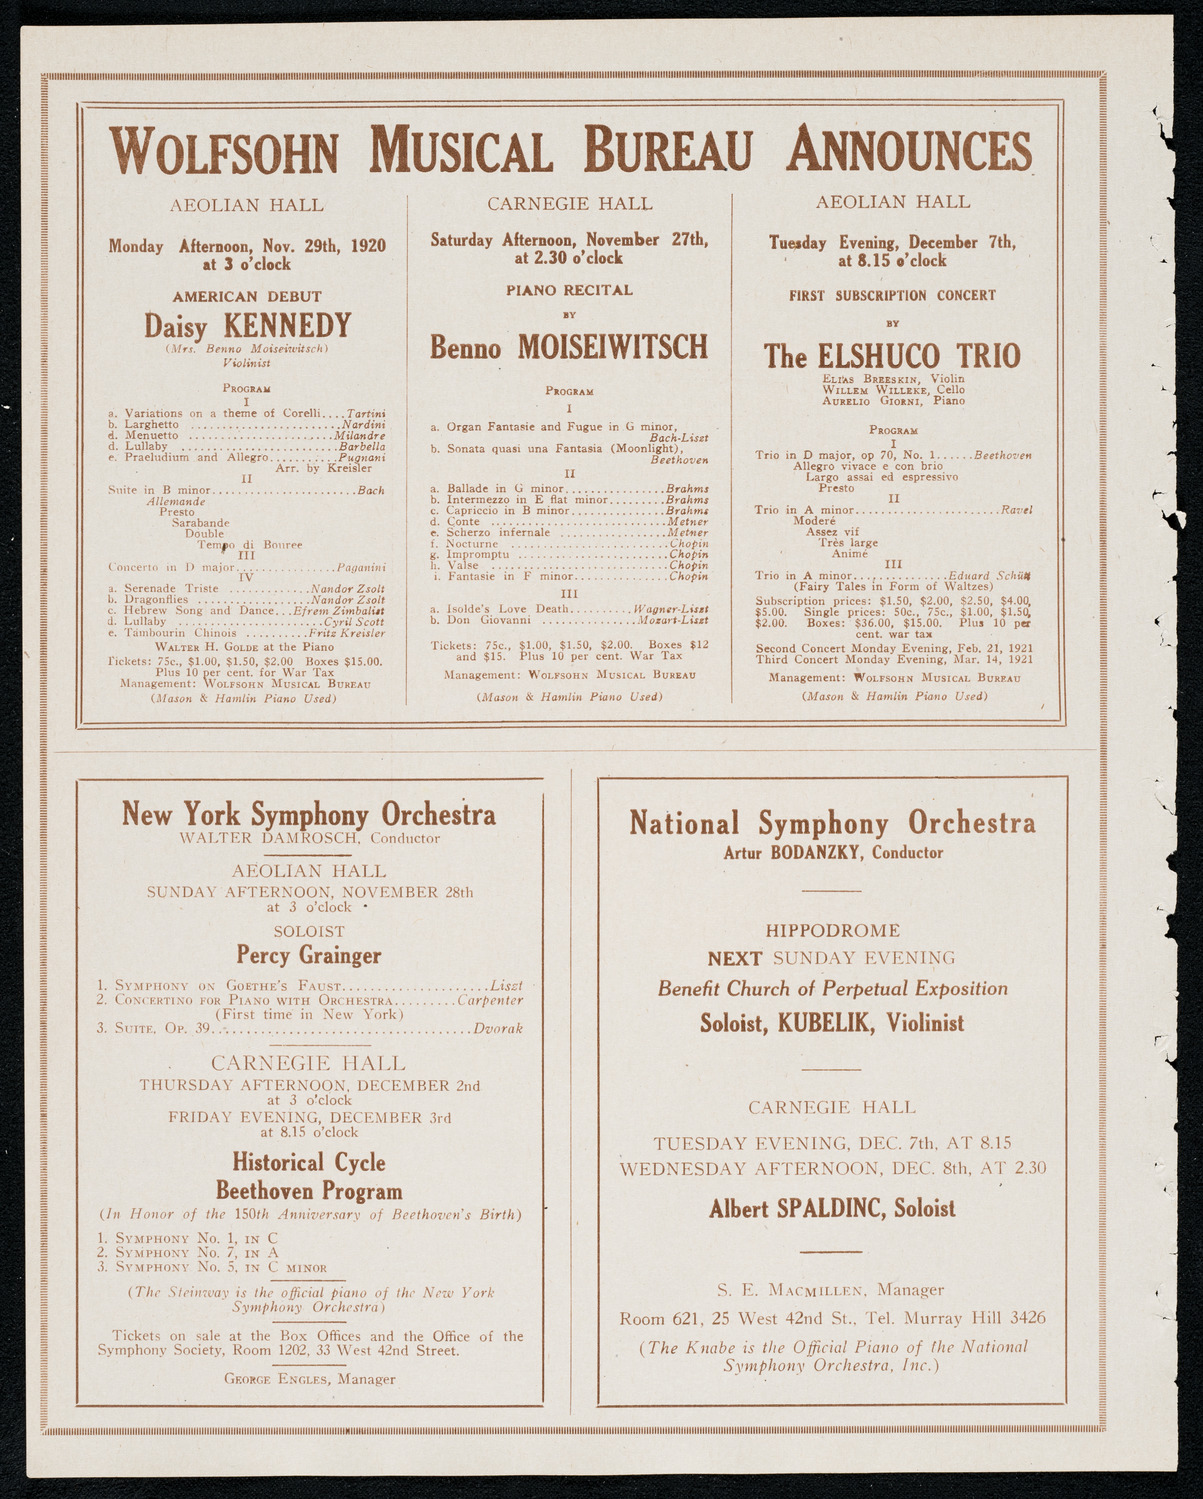 WOLFSOHN MUSICAL BUREAU ANNOUNCES
AEOLIAN HALL
Monday Afternoon, Nov. 29th, 1920
at 3 o'clock
AMERICAN DEBUT
Daisy KENNEDY
(Mrs. Benno Moiseiwitsch)
Violinist
PROGRAM
I
a. Variations on a theme of Corelli....Tartini
b. Larghetto ......................Nardini
d. Menuetto ......................Milandre
d. Lullaby ........................Barbella
e. Praeludium and Allegro...........Pugnani
Arr. by Kreisler
II
Suite in B minor........................Bach
Allemande
Presto
Sarabande
Double
Tempo di Bouree
III
Concerto in D major................Paganini
IV
a. Serenade Triste .............Nandor Zsolt
b. Dragonflies .................Nandor Zsolt
c. Hebrew Song and Dance...Efrem Zimbalist
d. Lullaby ......................Cyril Scott
e. Tambourin Chinois ..........Fritz Kreisler
WALTER H. GOLDE at the Piano
Tickets: 75c., $1.00, $1.50, $2.00 Boxes $15.00.
Plus 10 per cent. for War Tax
Management: WOLFSOHN MUSICAL BUREAU
(Mason & Hamlin Piano Used)
CARNEGIE HALL
Saturday Afternoon, November 27th,
at 2.30 o'clock
PIANO RECITAL
BY
Benno MOISEIWITSCH
PROGRAM
I
a. Organ Fantasie and Fugue in G minor,
Bach-Liszt
b. Sonata quasi una Fantasia (Moonlight),
Beethoven
II
a. Ballade in G minor................Brahms
b. Intermezzo in E flat minor.........Brahms
c. Capriccio in B minor...............Brahms
d. Conte ............................Metner
e. Scherzo infernale .................Metner
f. Nocturne .........................Chopin
g. Impromptu .......................Chopin
h. Valse ............................Chopin
i. Fantasie in F minor...............Chopin
III
a. Isolde's Love Death..........Wagner-Liszt
b. Don Giovanni ...............Mozart-Liszt
Tickets: 75c., $1.00, $1.50, $2.00. Boxes $12
and $15. Plus 10 per cent. War Tax
Management: WOLFSOHN MUSICAL BUREAU
(Mason & Hamlin Piano Used)
AEOLIAN HALL
Tuesday Evening, December 7th,
at 8.15 o'clock
FIRST SUBSCRIPTION CONCERT
BY
The ELSHUCO TRIO
ELIAS BREESKIN, Violin
WILLEM WILLEKE, Cello
AURELIO GIORNI, Piano
PROGRAM
I
Trio in D major, op 70, No. 1......Beethoven
Allegro vivace e con brio
Largo assai ed espressivo
Presto
II
Trio in A minor........................Ravel
Moderé
Assez vif
Très large
Animé
III
Trio in A minor...............Eduard Schütt
(Fairy Tales in Form of Waltzes)
Subscription prices: $1.50, $2.00, $2.50, $4.00,
$5.00. Single prices: 50c., 75c., $1.00, $1.50,
$2.00. Boxes: $36.00, $15.00. Plus 10 per
cent. war tax
Second Concert Monday Evening, Feb. 21, 1921
Third Concert Monday Evening, Mar. 14, 1921
Management: WOLFSOHN MUSICAL BUREAU
(Mason & Hamlin Piano Used)
New York Symphony Orchestra
WALTER DAMROSCH, Conductor
AEOLIAN HALL
SUNDAY AFTERNOON, NOVEMBER 28th
at 3 o'clock
SOLOIST
Percy Grainger
1. SYMPHONY ON GOETHE'S FAUST.....................Liszt
2. CONCERTINO FOR PIANO WITH ORCHESTRA.........Carpenter
(First time in New York)
3. SUITE, OP. 39......................................Dvorak
CARNEGIE HALL
THURSDAY AFTERNOON, DECEMBER 2nd
at 3 o'clock
FRIDAY EVENING, DECEMBER 3rd
at 8.15 o'clock
Historical Cycle
Beethoven Program
(In Honor of the 150th Anniversary of Beethoven's Birth)
1. SYMPHONY No. 1, IN C
2. SYMPHONY No. 7, IN A
3. SYMPHONY No. 5, IN C MINOR
(The Steinway is the official piano of the New York
Symphony Orchestra)
Tickets on sale at the Box Offices and the Office of the
Symphony Society, Room 1202, 33 West 42nd Street.
GEORGE ENGLES, Manager
National Symphony Orchestra
Artur BODANZKY, Conductor
HIPPODROME
NEXT SUNDAY EVENING
Benefit Church of Perpetual Exposition
Soloist, KUBELIK, Violinist
CARNEGIE HALL
TUESDAY EVENING, DEC. 7th, AT 8.15
WEDNESDAY AFTERNOON, DEC. 8th, AT 2.30
Albert SPALDINC, Soloist
S. E. MACMILLEN, Manager
Room 621, 25 West 42nd St., Tel. Murray Hill 3426
(The Knabe is the Official Piano of the National
Symphony Orchestra, Inc.)